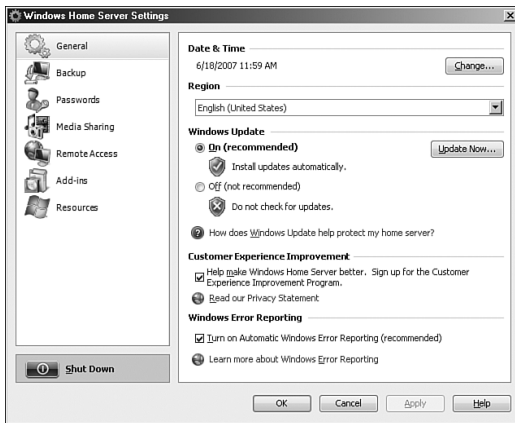 Windows Home Server Settings
General
Backup
Passwords
Media Sharing
Remote Access
Add-ins
Resources
Shut Down
Date & Time
6/18/2007 11:59 AM
Change...
Region
English (United States)
Windows Update
On (recommended)
Update Now...
Install updates automatically.
Off (not recommended)
Do not check for updates.
How does Windows Update help protect my home server?
Customer Experience Improvement
Help make Windows Home Server better. Sign up for the Customer
Experience Improvement Program.
Read our Privacy Statement
Windows Error Reporting
Turn on Automatic Windows Error Reporting (recommended)
Learn more about Windows Error Reporting
OK Cancel Apply Help